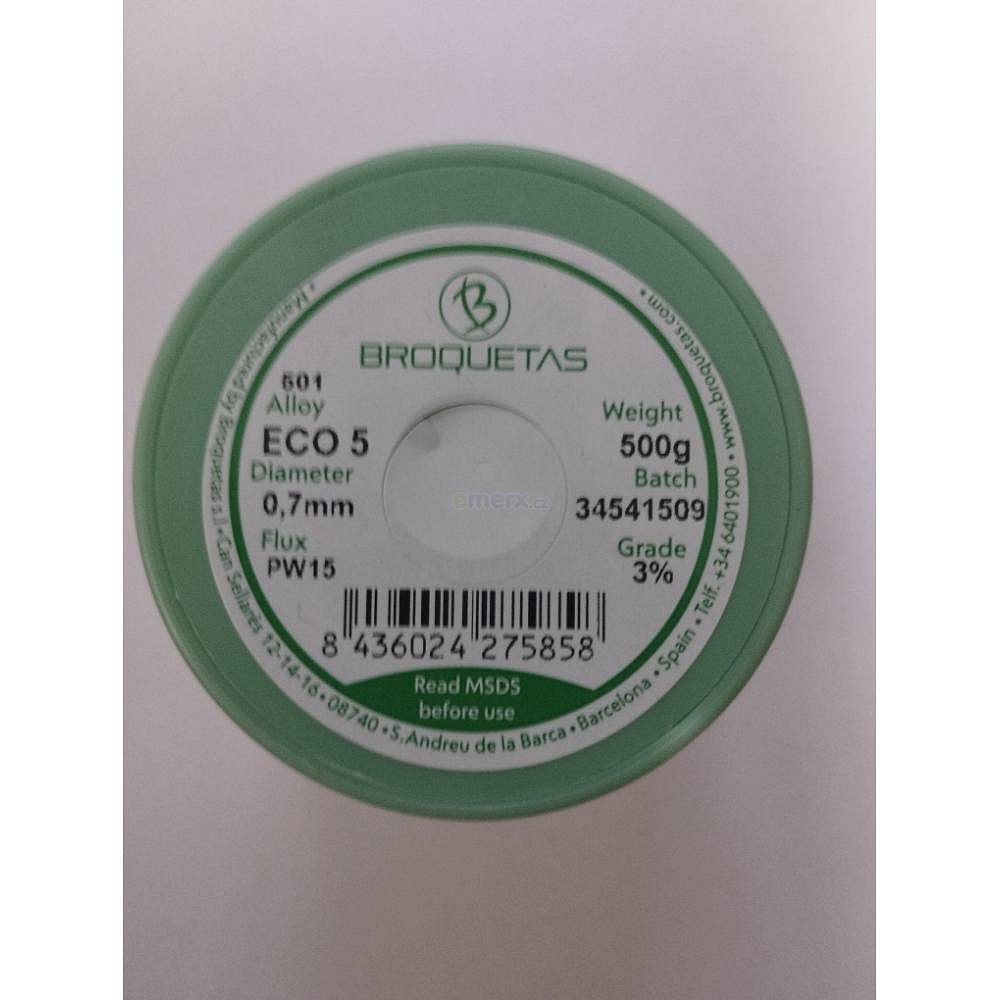 BROQUETAS
501
Alloy
ECO 5
Diameter
0,7mm
Flux
PW15
Weight
500g
Batch
34541509
Grade
3%
emerx.cz
8 436024 275858
Read MSDS
before use
• Manufactured by Broquetas s.l • Can Sellarès 12-14-16 • 08740 • S.Andreu de la Barca • Barcelona • Spain • Telf. +34 6401900 • www.broquetas.com •